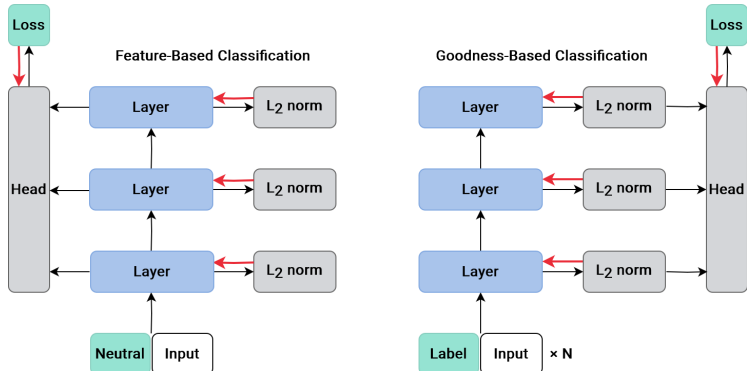 Loss
Feature-Based Classification
Head
Layer
L₂ norm
Layer
L₂ norm
Layer
L₂ norm
Neutral
Input
Loss
Goodness-Based Classification
Layer
L₂ norm
Layer
L₂ norm
Head
Layer
L₂ norm
Label
Input
× N